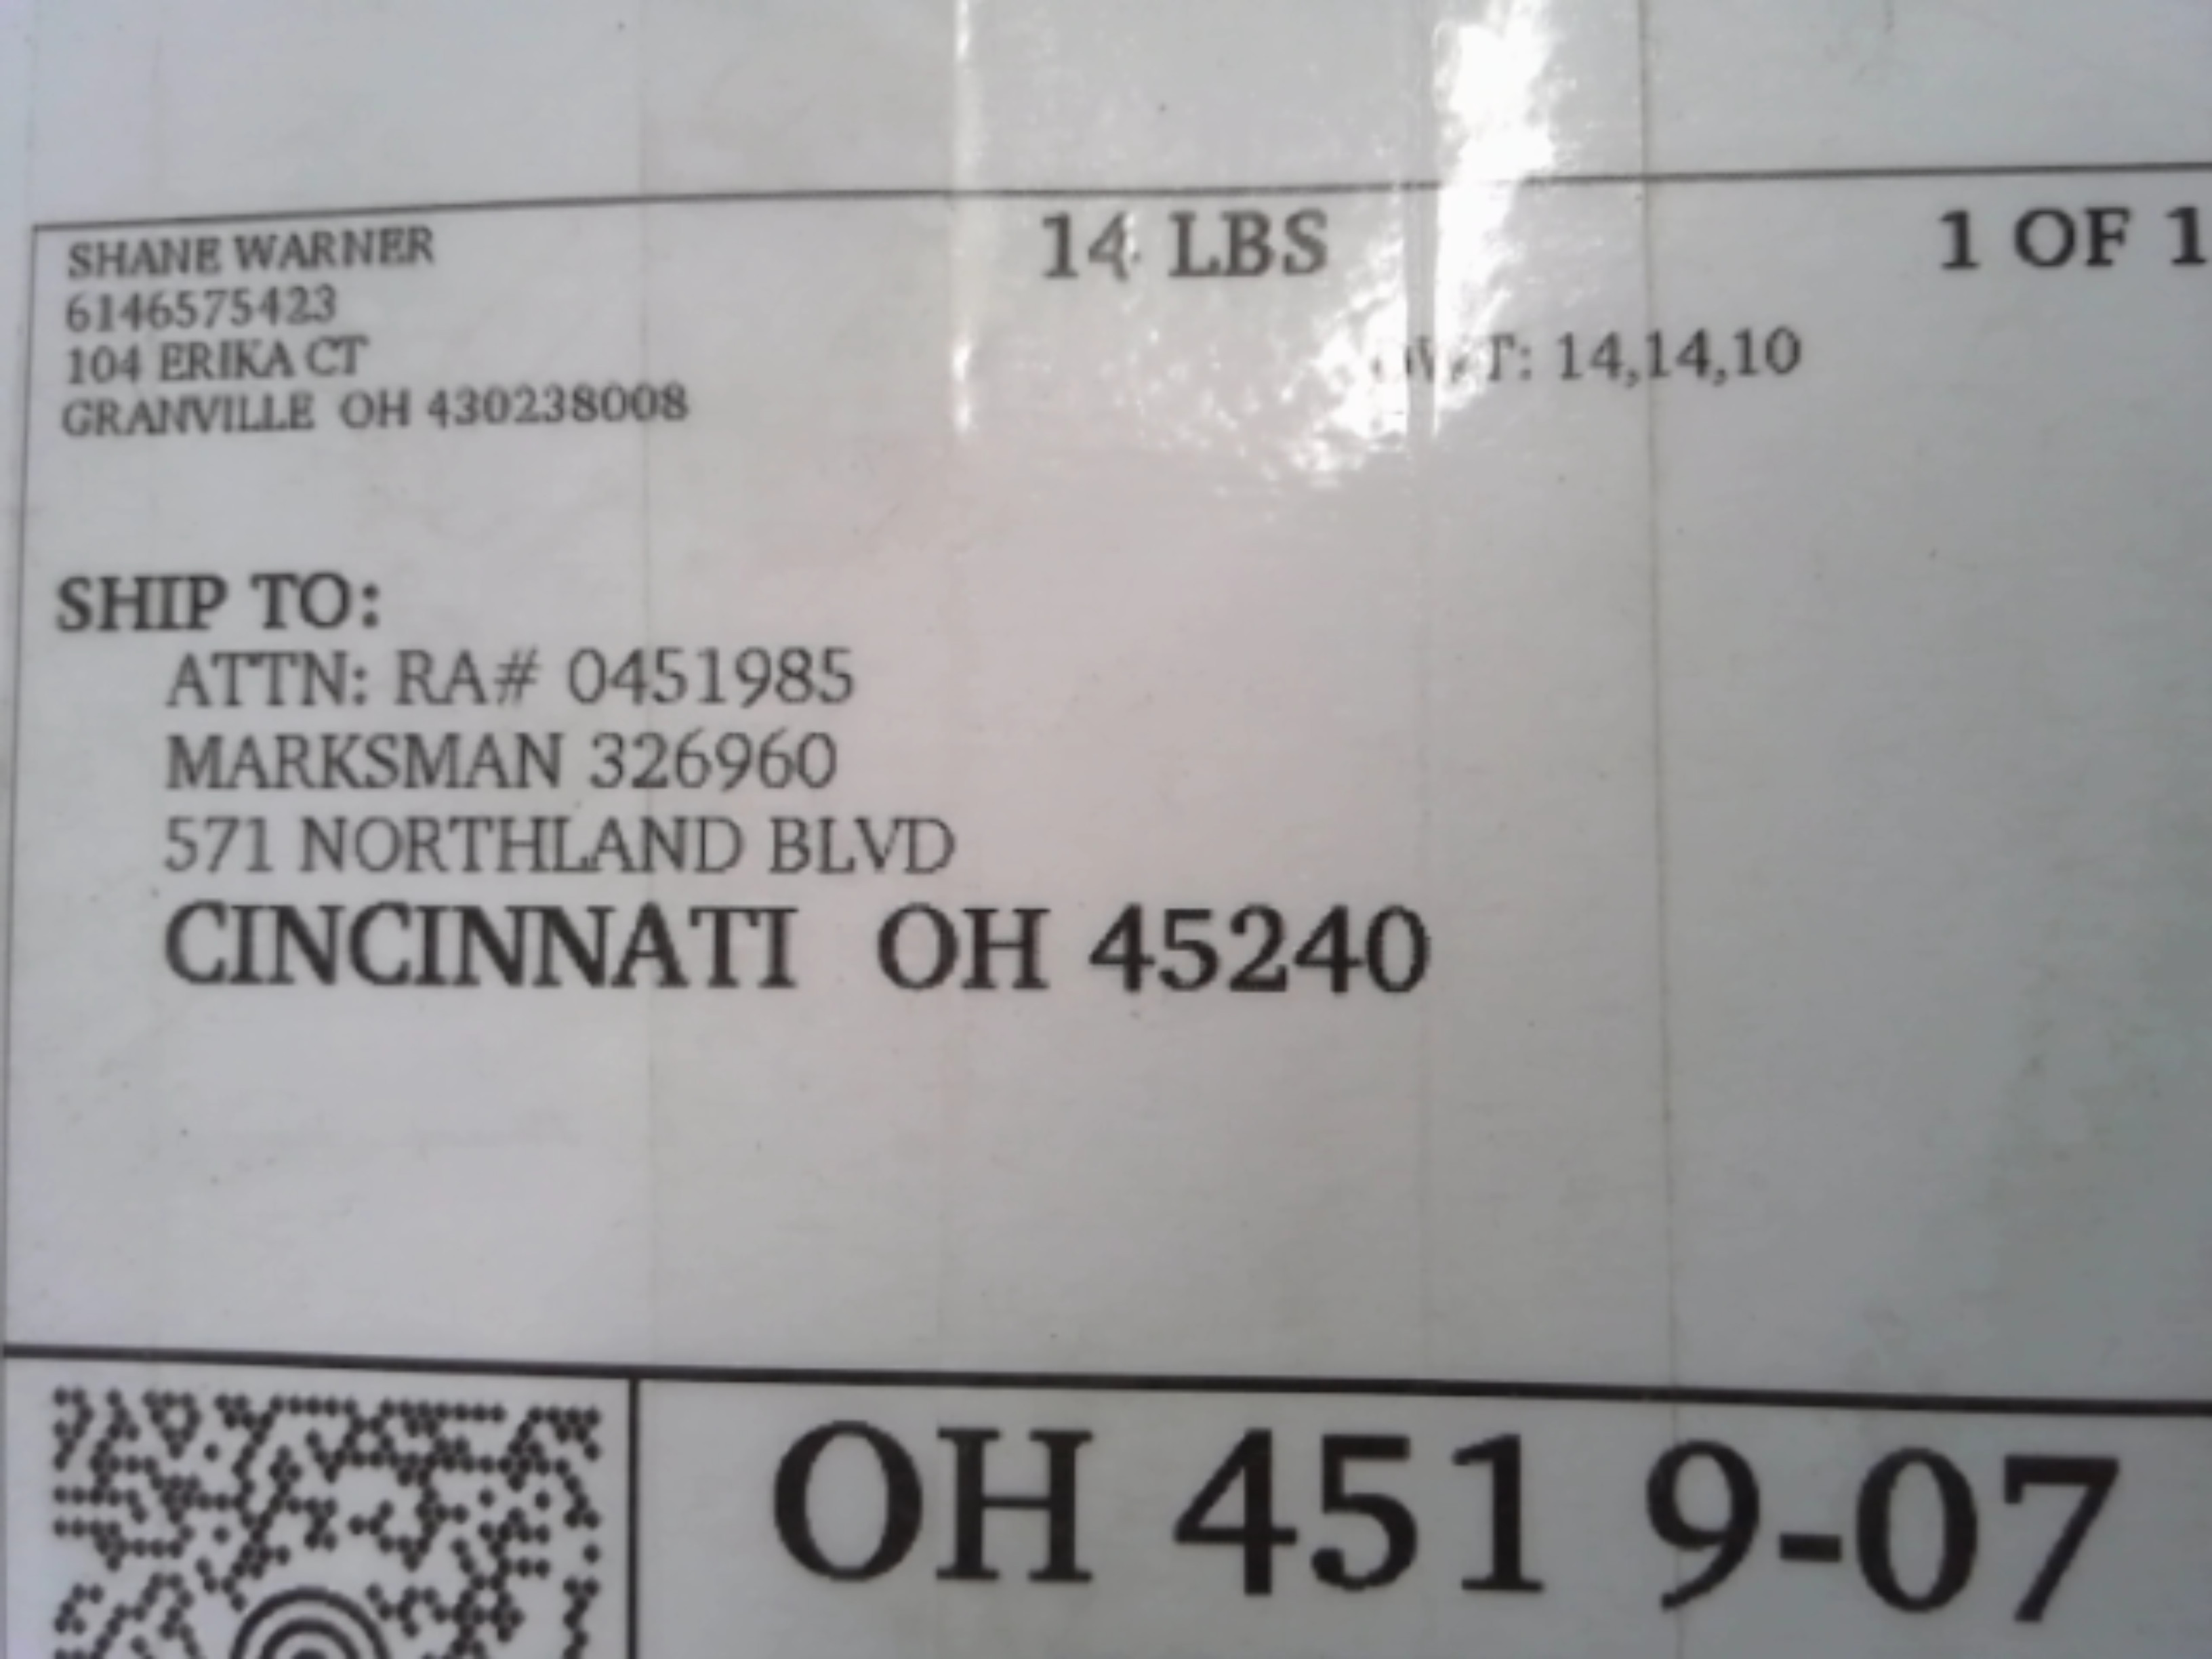 SHANE WARNER
6146575423
104 ERIKA CT
GRANVILLE OH 430238008
14 LBS
1 OF 1
14,14,10
SHIP TO:
ATTN: RA# 0451985
MARKSMAN 326960
571 NORTHLAND BLVD
CINCINNATI OH 45240
OH 451 9-07